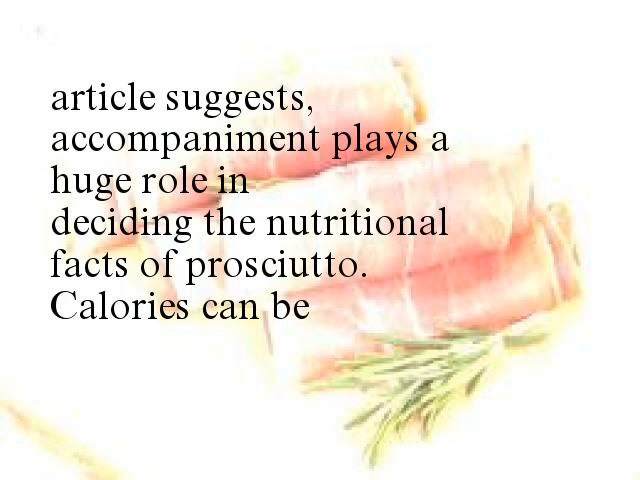 article suggests,
accompaniment plays a
huge role in
deciding the nutritional
facts of prosciutto.
Calories can be